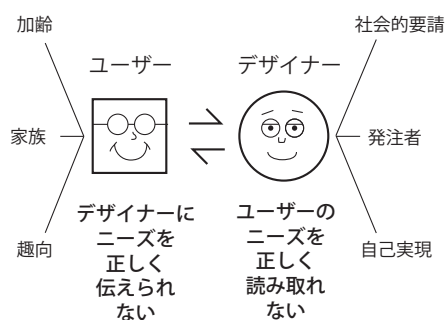 加齢
社会的要請
ユーザー
デザイナー
家族
発注者
デザイナーに
ニーズを
正しく
伝えられ
ない
ユーザーの
ニーズを
正しく
読み取れ
ない
趣向
自己実現